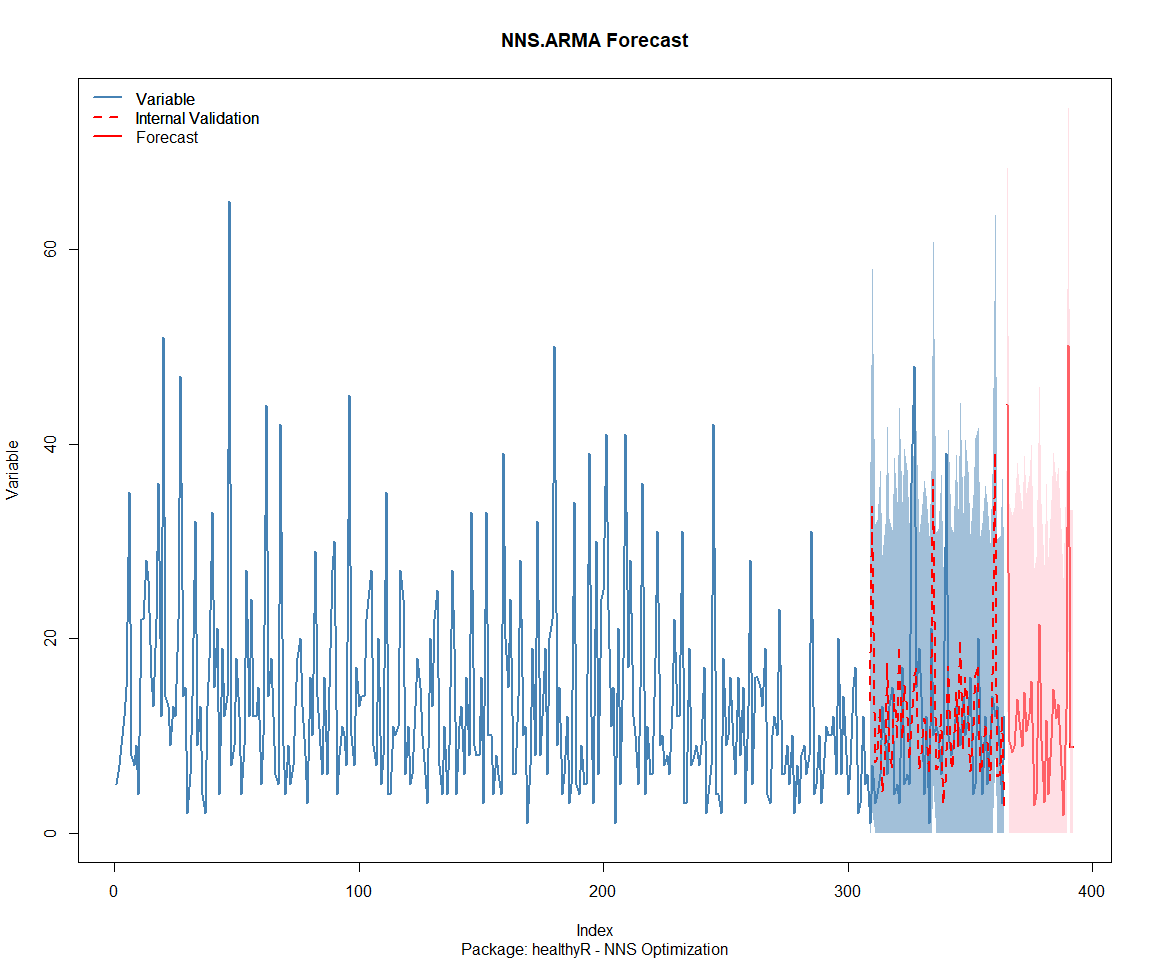 NNS.ARMA Forecast
Variable
Internal Validation
Forecast
Variable
60
40
20
0
0 100 200 300 400
Index
Package: healthyR - NNS Optimization